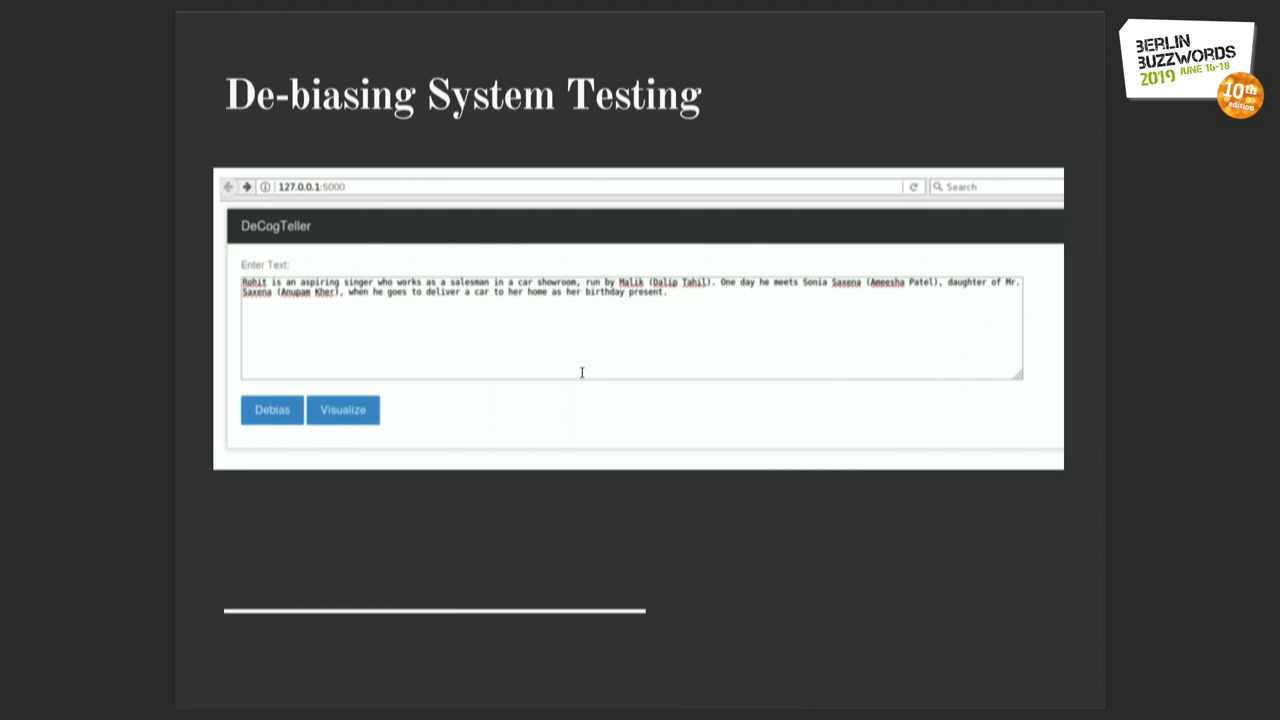 De-biasing System Testing
BERLIN
BUZZWORDS
2019 JUNE 16-18
10th
edition
127.0.0.1:5000
Search
DeCogTeller
Enter Text:
Rohit is an aspiring singer who works as a salesman in a car showroom, run by Malik (Dalip Tahil). One day he meets Sonia Saxena (Ameesha Patel), daughter of Mr.
Saxena (Anupam Kher), when he goes to deliver a car to her home as her birthday present.
Debias
Visualize